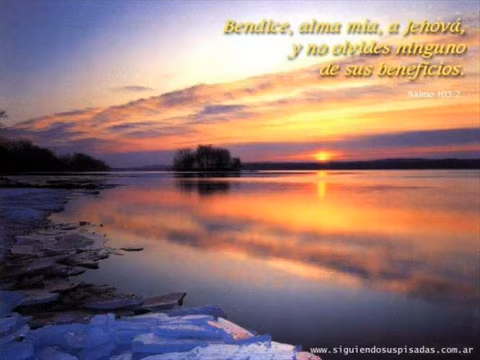 Bendice, alma mía, a Jehová,
y no olvides ninguno
de sus beneficios.
Salmo 103:2
www.siguiendosuspisadas.com.ar